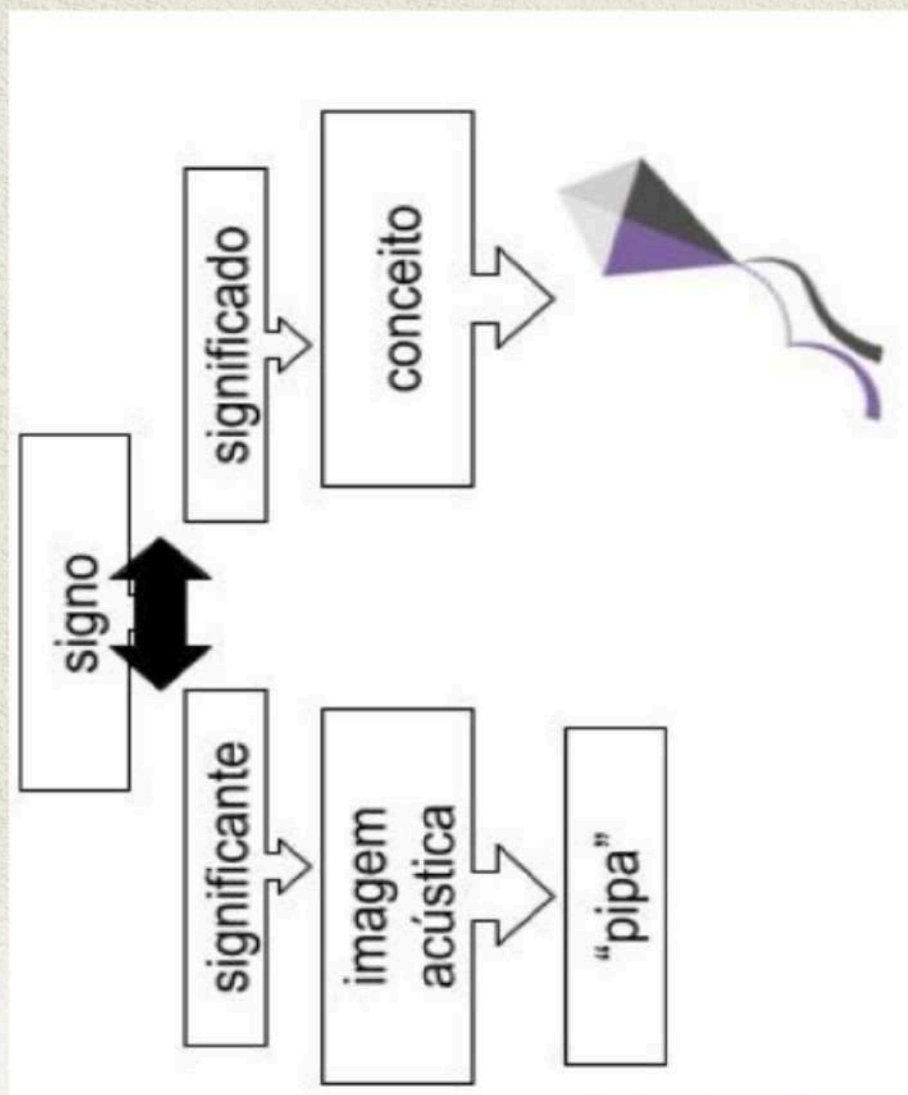 signo
significante
significado
imagem
acústica
conceito
“pipa”